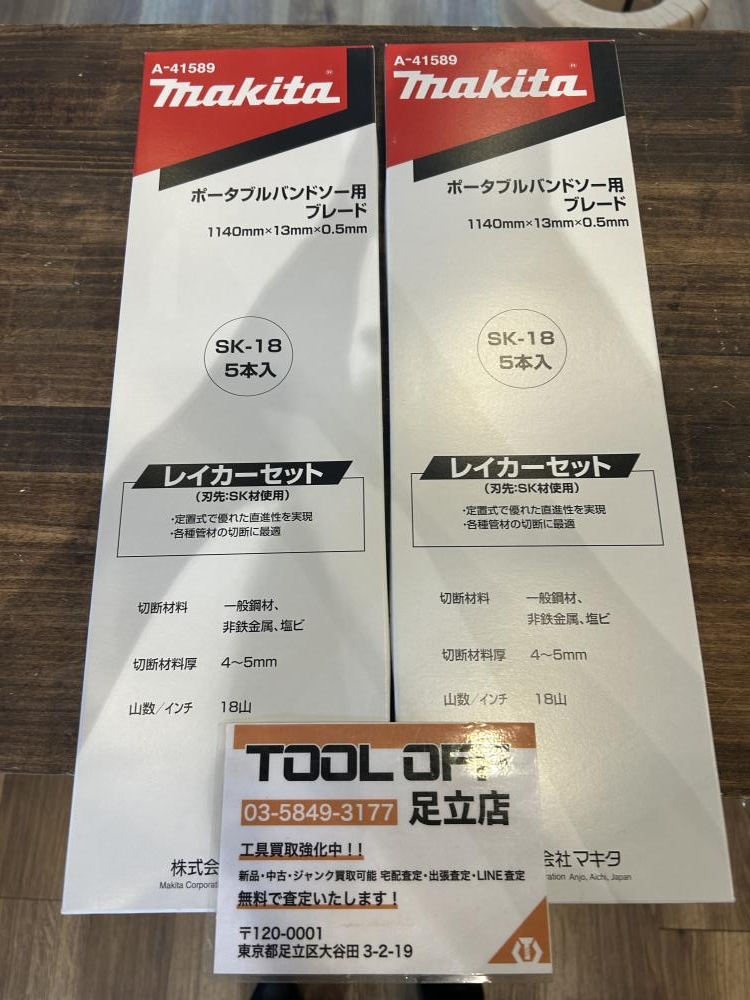 A-41589
makita®
ポータブルバンドソー用
ブレード
1140mm×13mm×0.5mm
SK-18
5本入
レイカーセット
(刃先:SK材使用)
・定置式で優れた直進性を実現
・各種管材の切断に最適
切断材料 一般鋼材、
非鉄金属、塩ビ
切断材料厚 4〜5mm
山数/インチ 18山
株式会
Makita Corporat
A-41589
makita®
ポータブルバンドソー用
ブレード
1140mm×13mm×0.5mm
SK-18
5本入
レイカーセット
(刃先:SK材使用)
・定置式で優れた直進性を実現
・各種管材の切断に最適
切断材料 一般鋼材、
非鉄金属、塩ビ
切断材料厚 4〜5mm
山数/インチ 18山
会社マキタ
ration Anjo, Aichi, Japan
TOOL OFF
03-5849-3177 足立店
工具買取強化中!!
新品・中古・ジャンク買取可能 宅配査定・出張査定・LINE査定
無料で査定いたします!
〒120-0001
東京都足立区大谷田 3-2-19